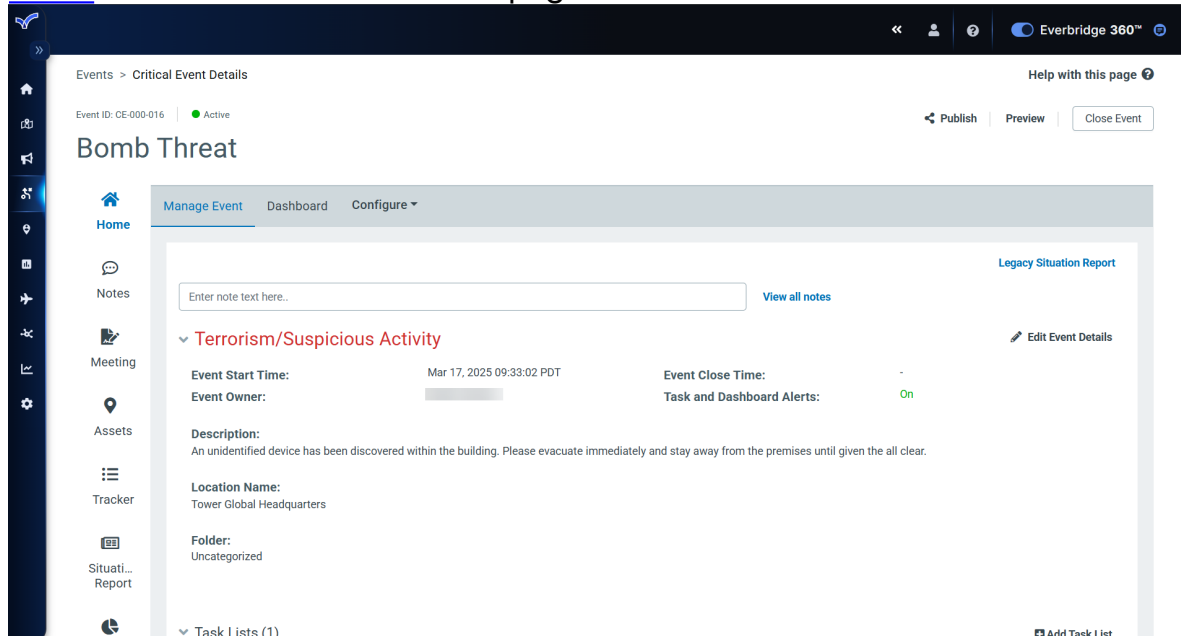 pag
Everbridge 360™
Events > Critical Event Details
Help with this page
Event ID: CE-000-016
Active
Publish
Preview
Close Event
Bomb Threat
Home
Manage Event
Dashboard
Configure
Legacy Situation Report
Notes
Enter note text here..
View all notes
Meeting
Terrorism/Suspicious Activity
Edit Event Details
Event Start Time:
Mar 17, 2025 09:33:02 PDT
Event Close Time:
-
Event Owner:
Task and Dashboard Alerts:
On
Assets
Description:
An unidentified device has been discovered within the building. Please evacuate immediately and stay away from the premises until given the all clear.
Tracker
Location Name:
Tower Global Headquarters
Situati...
Report
Folder:
Uncategorized
Task Lists (1)
Add Task List